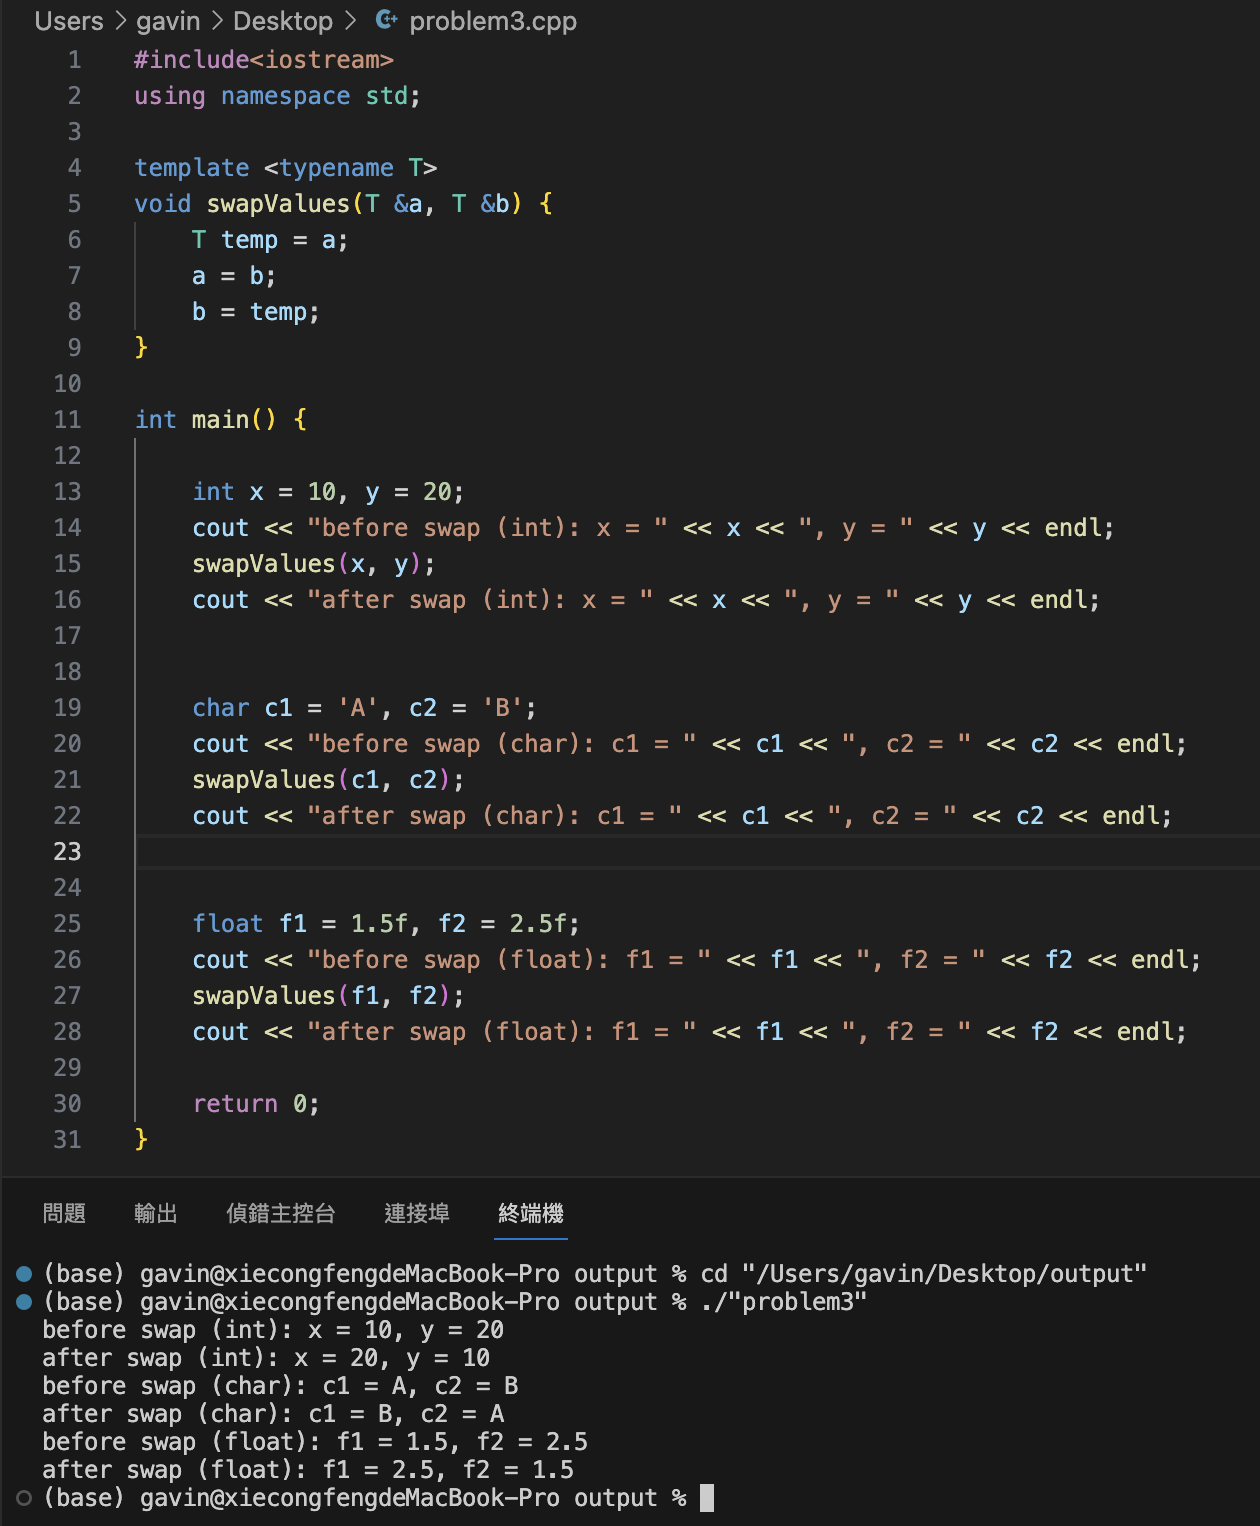 Users > gavin > Desktop > problem3.cpp
1 #include<iostream>
2 using namespace std;
3
4 template <typename T>
5 void swapValues(T &a, T &b) {
6     T temp = a;
7     a = b;
8     b = temp;
9 }
10
11 int main() {
12
13     int x = 10, y = 20;
14     cout << "before swap (int): x = " << x << ", y = " << y << endl;
15     swapValues(x, y);
16     cout << "after swap (int): x = " << x << ", y = " << y << endl;
17
18
19     char c1 = 'A', c2 = 'B';
20     cout << "before swap (char): c1 = " << c1 << ", c2 = " << c2 << endl;
21     swapValues(c1, c2);
22     cout << "after swap (char): c1 = " << c1 << ", c2 = " << c2 << endl;
23
24
25     float f1 = 1.5f, f2 = 2.5f;
26     cout << "before swap (float): f1 = " << f1 << ", f2 = " << f2 << endl;
27     swapValues(f1, f2);
28     cout << "after swap (float): f1 = " << f1 << ", f2 = " << f2 << endl;
29
30     return 0;
31 }
問題 輸出 偵錯主控台 連接埠 終端機
(base) gavin@xiecongfengdeMacBook-Pro output % cd "/Users/gavin/Desktop/output"
(base) gavin@xiecongfengdeMacBook-Pro output % ./"problem3"
before swap (int): x = 10, y = 20
after swap (int): x = 20, y = 10
before swap (char): c1 = A, c2 = B
after swap (char): c1 = B, c2 = A
before swap (float): f1 = 1.5, f2 = 2.5
after swap (float): f1 = 2.5, f2 = 1.5
(base) gavin@xiecongfengdeMacBook-Pro output %